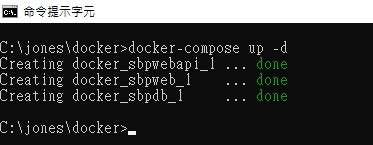 命令提示字元
C:\jones\docker>docker-compose up -d
Creating docker_sbpwebapi_1 ... done
Creating docker_sbpweb_1    ... done
Creating docker_sbpdb_1     ... done
C:\jones\docker>